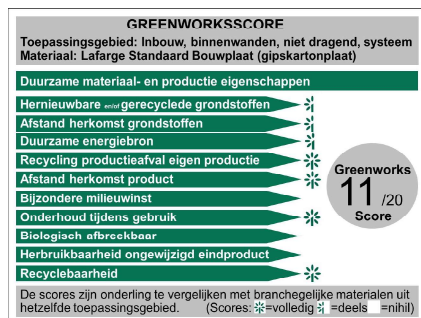 GREENWORKSSCORE
Toepassingsgebied: Inbouw, binnenwanden, niet dragend, systeem
Materiaal: Lafarge Standaard Bouwplaat (gipskartonplaat)
Duurzame materiaal- en productie eigenschappen
Hernieuwbare en/of gerecyclede grondstoffen
Afstand herkomst grondstoffen
Duurzame energiebron
Recycling productieafval eigen productie
Afstand herkomst product
Bijzondere milieuwinst
Onderhoud tijdens gebruik
Biologisch afbreekbaar
Herbruikbaarheid ongewijzigd eindproduct
Recyclebaarheid
Greenworks
11 /20
Score
De scores zijn onderling te vergelijken met branchegelijke materialen uit
hetzelfde toepassingsgebied. (Scores: =volledig =deels =nihil)